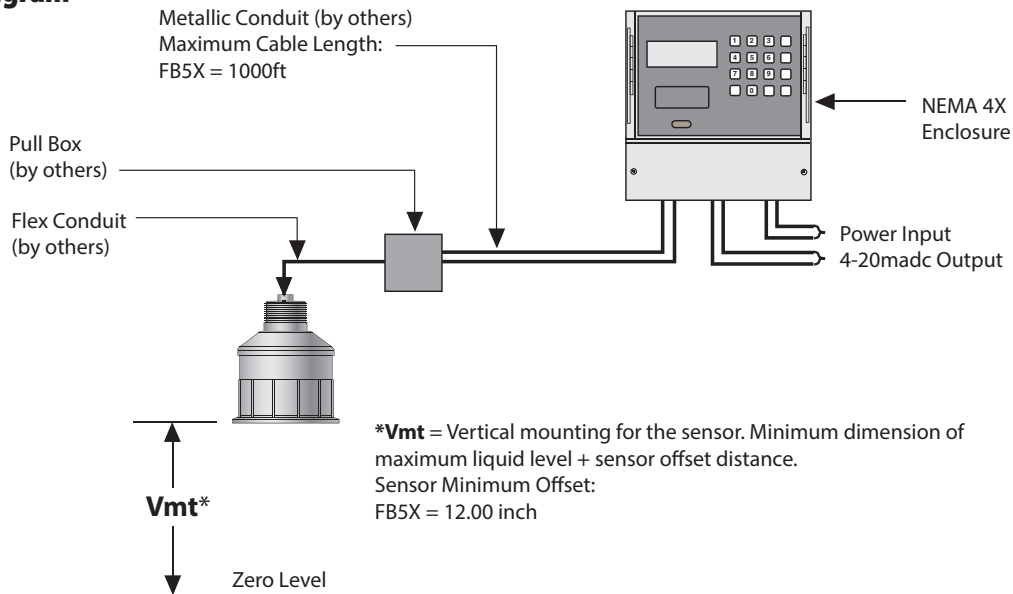 Metallic Conduit (by others)
Maximum Cable Length:
FB5X = 1000ft
1 2 3
4 5 6
7 8 9
0
NEMA 4X
Enclosure
Pull Box
(by others)
Flex Conduit
(by others)
Power Input
4-20madc Output
*Vmt = Vertical mounting for the sensor. Minimum dimension of
maximum liquid level + sensor offset distance.
Sensor Minimum Offset:
FB5X = 12.00 inch
Vmt*
Zero Level